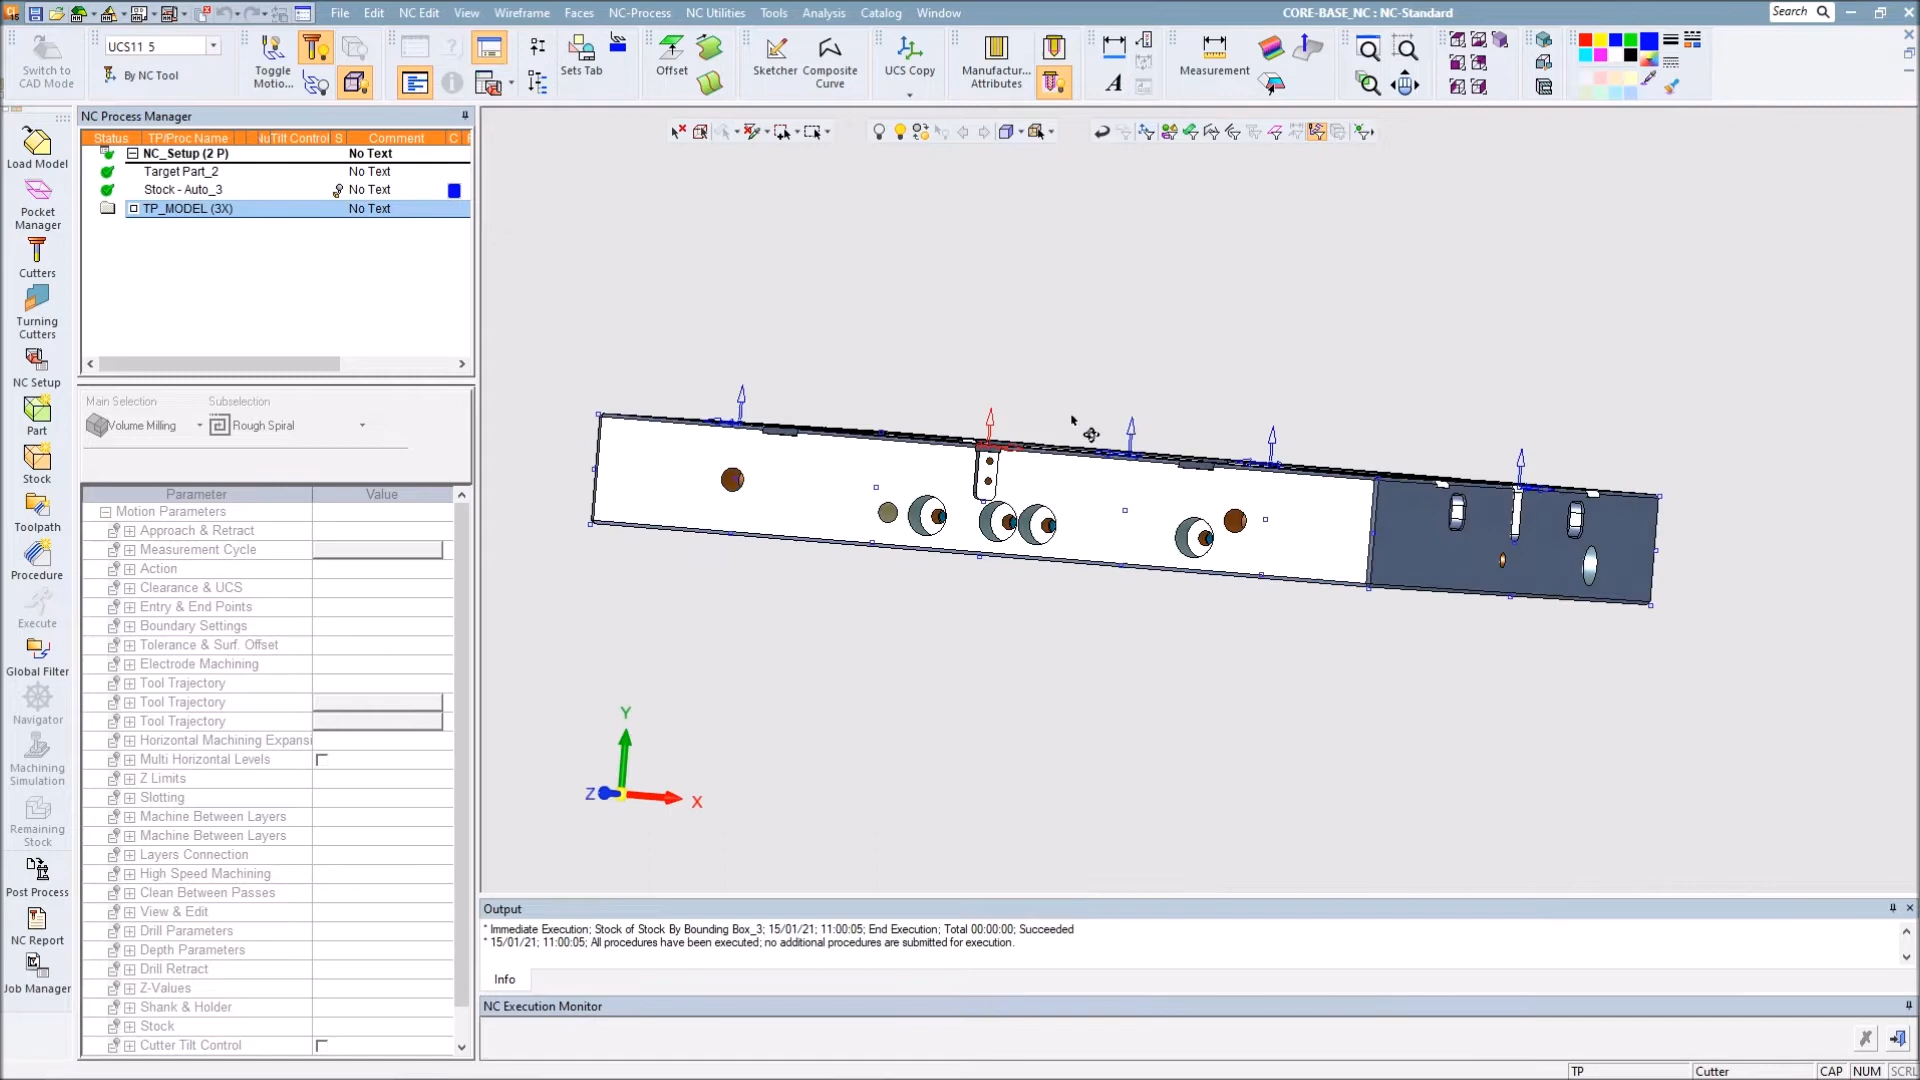 File Edit NC Edit View Wireframe Faces NC-Process NC Utilities Tools Analysis Catalog Window
CORE-BASE_NC : NC-Standard
Search
Switch to
CAD Mode
UCS11 5
By NC Tool
Toggle
Motio...
Sets Tab
Offset
Sketcher
Composite
Curve
UCS Copy
Manufactur...
Attributes
Measurement
NC Process Manager
Status TP/Proc Name Tilt Control S Comment C
NC_Setup (2 P) No Text
Target Part_2 No Text
Stock - Auto_3 No Text
TP_MODEL (3X) No Text
Load Model
Pocket
Manager
Cutters
Turning
Cutters
NC Setup
Part
Stock
Toolpath
Procedure
Execute
Global Filter
Navigator
Machining
Simulation
Remaining
Stock
Post Process
NC Report
Job Manager
Main Selection Subselection
Volume Milling Rough Spiral
Parameter Value
Motion Parameters
Approach & Retract
Measurement Cycle
Action
Clearance & UCS
Entry & End Points
Boundary Settings
Tolerance & Surf. Offset
Electrode Machining
Tool Trajectory
Tool Trajectory
Tool Trajectory
Horizontal Machining Expansi
Multi Horizontal Levels
Z Limits
Slotting
Machine Between Layers
Machine Between Layers
Layers Connection
High Speed Machining
Clean Between Passes
View & Edit
Drill Parameters
Depth Parameters
Drill Retract
Z-Values
Shank & Holder
Stock
Cutter Tilt Control
Y
Z
X
Output
* Immediate Execution; Stock of Stock By Bounding Box_3; 15/01/21; 11:00:05; End Execution; Total 00:00:00; Succeeded
* 15/01/21; 11:00:05; All procedures have been executed; no additional procedures are submitted for execution.
Info
NC Execution Monitor
TP Cutter CAP NUM SCRL